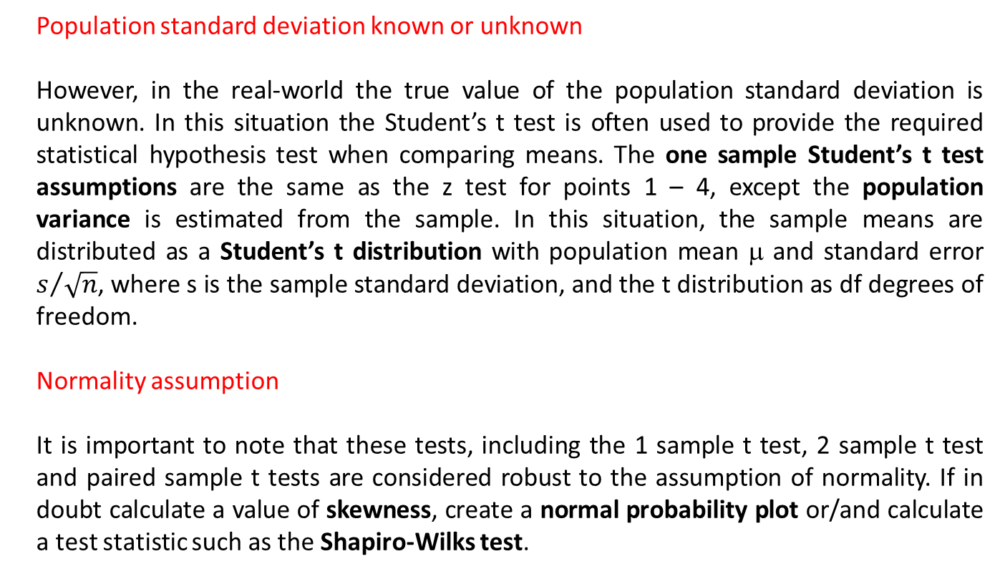 Population standard deviation known or unknown
However, in the real-world the true value of the population standard deviation is
unknown. In this situation the Student’s t test is often used to provide the required
statistical hypothesis test when comparing means. The one sample Student’s t test
assumptions are the same as the z test for points 1 – 4, except the population
variance is estimated from the sample. In this situation, the sample means are
distributed as a Student’s t distribution with population mean μ and standard error
s/√n, where s is the sample standard deviation, and the t distribution as df degrees of
freedom.
Normality assumption
It is important to note that these tests, including the 1 sample t test, 2 sample t test
and paired sample t tests are considered robust to the assumption of normality. If in
doubt calculate a value of skewness, create a normal probability plot or/and calculate
a test statistic such as the Shapiro-Wilks test.